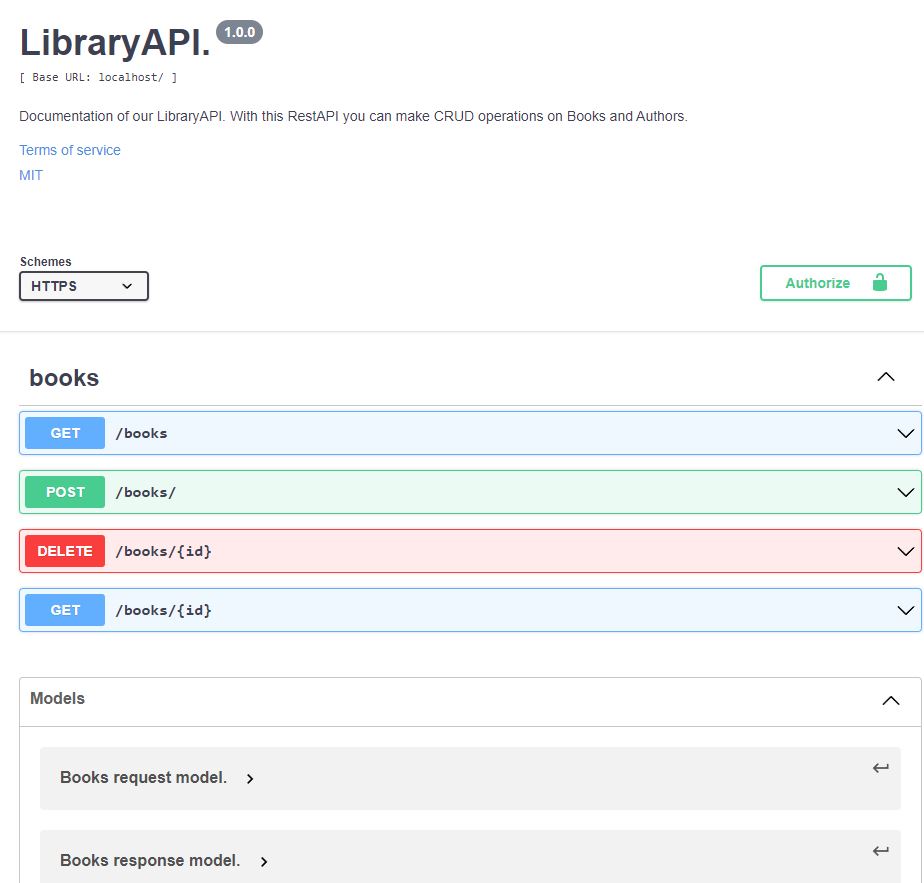 LibraryAPI. 1.0.0
[ Base URL: localhost/ ]
Documentation of our LibraryAPI. With this RestAPI you can make CRUD operations on Books and Authors.
Terms of service
MIT
Schemes
HTTPS
Authorize
books
GET /books
POST /books/
DELETE /books/{id}
GET /books/{id}
Models
Books request model.
Books response model.